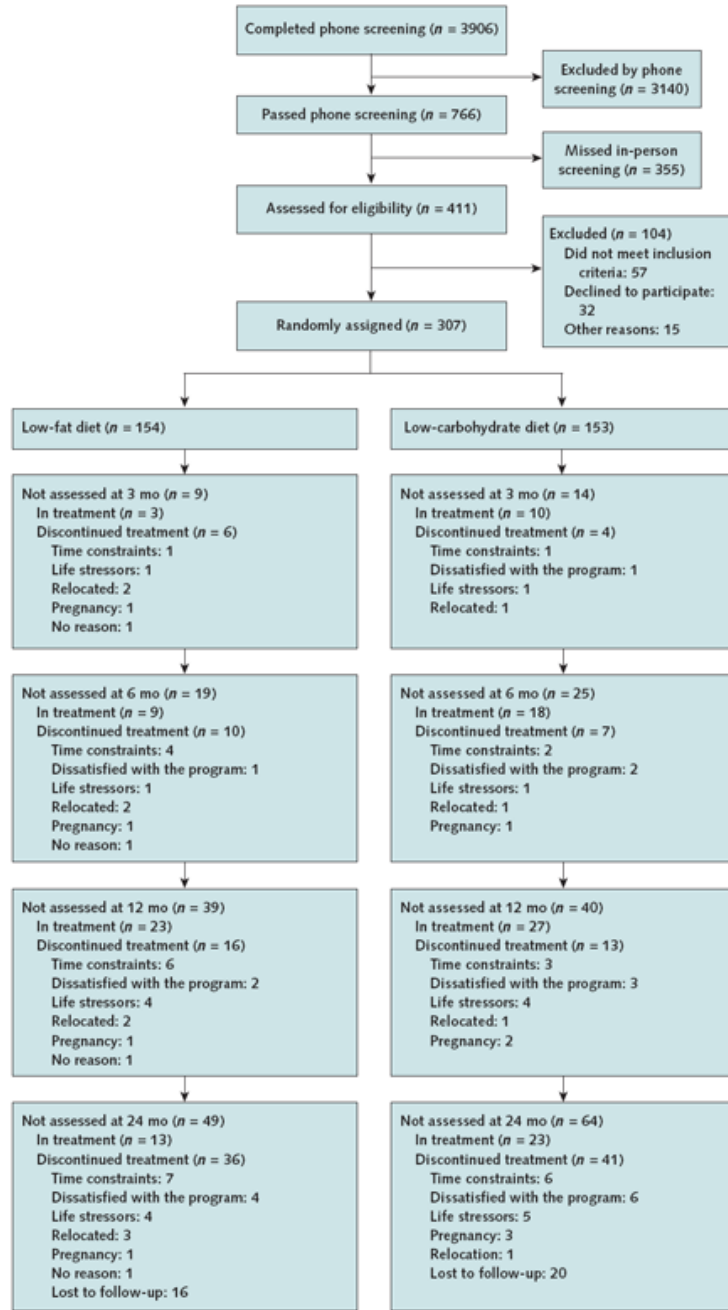 Completed phone screening (n = 3906)
Excluded by phone
screening (n = 3140)
Passed phone screening (n = 766)
Missed in-person
screening (n = 355)
Assessed for eligibility (n = 411)
Excluded (n = 104)
Did not meet inclusion
criteria: 57
Declined to participate:
32
Other reasons: 15
Randomly assigned (n = 307)
Low-fat diet (n = 154)
Low-carbohydrate diet (n = 153)
Not assessed at 3 mo (n = 9)
In treatment (n = 3)
Discontinued treatment (n = 6)
Time constraints: 1
Life stressors: 1
Relocated: 2
Pregnancy: 1
No reason: 1
Not assessed at 3 mo (n = 14)
In treatment (n = 10)
Discontinued treatment (n = 4)
Time constraints: 1
Dissatisfied with the program: 1
Life stressors: 1
Relocated: 1
Not assessed at 6 mo (n = 19)
In treatment (n = 9)
Discontinued treatment (n = 10)
Time constraints: 4
Dissatisfied with the program: 1
Life stressors: 1
Relocated: 2
Pregnancy: 1
No reason: 1
Not assessed at 6 mo (n = 25)
In treatment (n = 18)
Discontinued treatment (n = 7)
Time constraints: 2
Dissatisfied with the program: 2
Life stressors: 1
Relocated: 1
Pregnancy: 1
Not assessed at 12 mo (n = 39)
In treatment (n = 23)
Discontinued treatment (n = 16)
Time constraints: 6
Dissatisfied with the program: 2
Life stressors: 4
Relocated: 2
Pregnancy: 1
No reason: 1
Not assessed at 12 mo (n = 40)
In treatment (n = 27)
Discontinued treatment (n = 13)
Time constraints: 3
Dissatisfied with the program: 3
Life stressors: 4
Relocated: 1
Pregnancy: 2
Not assessed at 24 mo (n = 49)
In treatment (n = 13)
Discontinued treatment (n = 36)
Time constraints: 7
Dissatisfied with the program: 4
Life stressors: 4
Relocated: 3
Pregnancy: 1
No reason: 1
Lost to follow-up: 16
Not assessed at 24 mo (n = 64)
In treatment (n = 23)
Discontinued treatment (n = 41)
Time constraints: 6
Dissatisfied with the program: 6
Life stressors: 5
Pregnancy: 3
Relocation: 1
Lost to follow-up: 20